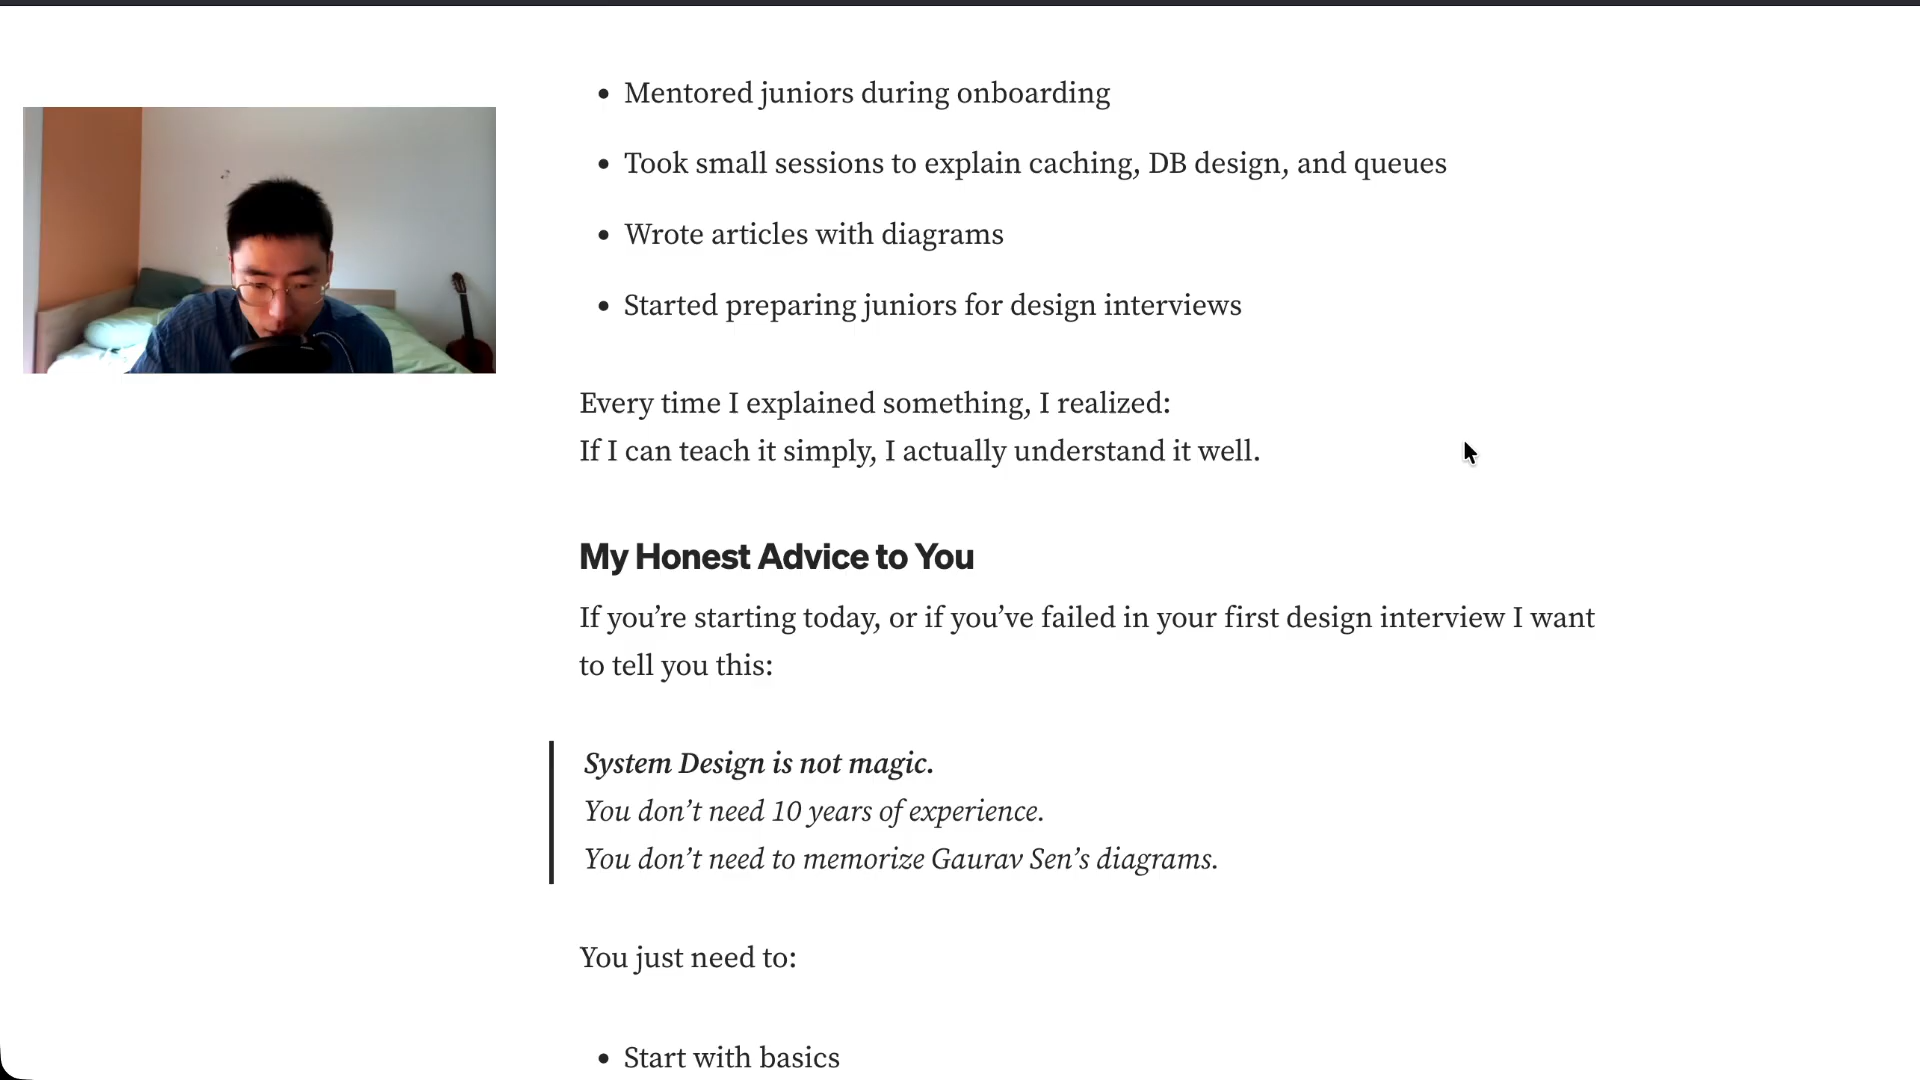 • Mentored juniors during onboarding
• Took small sessions to explain caching, DB design, and queues
• Wrote articles with diagrams
• Started preparing juniors for design interviews
Every time I explained something, I realized:
If I can teach it simply, I actually understand it well.
My Honest Advice to You
If you’re starting today, or if you’ve failed in your first design interview I want
to tell you this:
System Design is not magic.
You don’t need 10 years of experience.
You don’t need to memorize Gaurav Sen’s diagrams.
You just need to:
• Start with basics